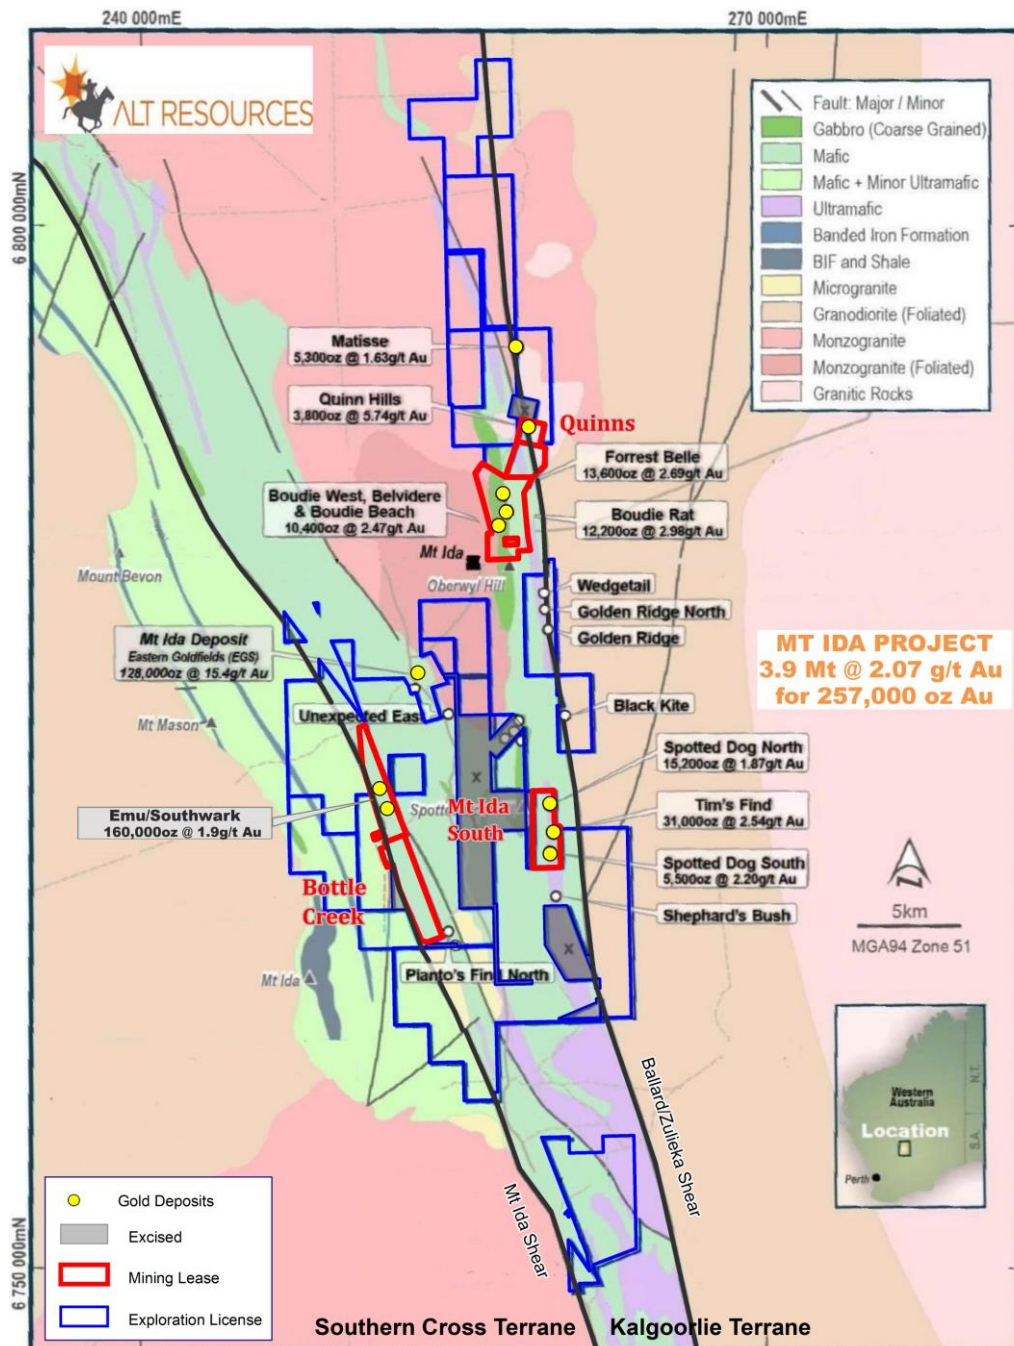 240 000mE
270 000mE
ALT RESOURCES
Fault: Major / Minor
Gabbro (Coarse Grained)
Mafic
Mafic + Minor Ultramafic
Ultramafic
Banded Iron Formation
BIF and Shale
Microgranite
Granodiorite (Foliated)
Monzogranite
Monzogranite (Foliated)
Granitic Rocks
6 800 000mN
Matisse
5,300oz @ 1.63g/t Au
Quinn Hills
3,800oz @ 5.74g/t Au
x
Quinns
Forrest Belle
13,600oz @ 2.69g/t Au
Boudie West, Belvidere
& Boudie Beach
10,400oz @ 2.47g/t Au
Boudie Rat
12,200oz @ 2.98g/t Au
Mt Ida
Oberwyl Hill
Mount Bevon
Wedgetail
Golden Ridge North
Golden Ridge
Mt Ida Deposit
Eastern Goldfields (EGS)
128,000oz @ 15.4g/t Au
MT IDA PROJECT
3.9 Mt @ 2.07 g/t Au
for 257,000 oz Au
Unexpected East
Black Kite
Mt Mason
Spotted Dog North
15,200oz @ 1.87g/t Au
x
Emu/Southwark
160,000oz @ 1.9g/t Au
Mt Ida
South
Tim's Find
31,000oz @ 2.54g/t Au
Spotted Dog South
5,500oz @ 2.20g/t Au
Bottle
Creek
Shephard's Bush
5km
MGA94 Zone 51
x
Pianto's Find North
Mt Ida
Ballard/Zulieka Shear
Mt Ida Shear
Western
Australia
N.T.
S.A.
Location
Perth
6 750 000mN
Gold Deposits
Excised
Mining Lease
Exploration License
Southern Cross Terrane
Kalgoorlie Terrane